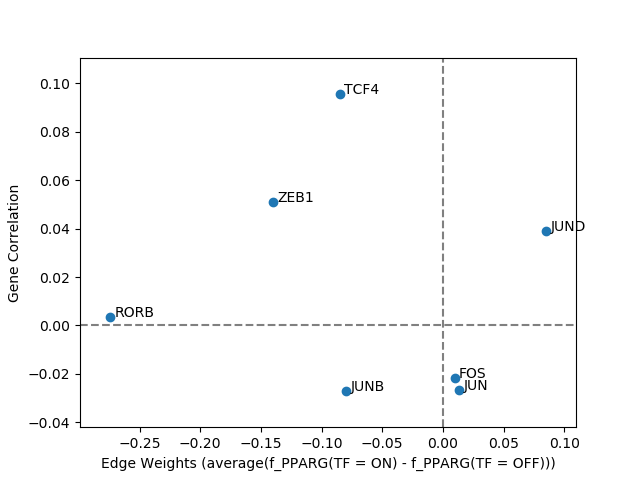 0.10
TCF4
0.08
0.06
ZEB1
0.04
JUND
Gene Correlation
0.02
RORB
0.00
−0.02
FOS
JUN
JUNB
−0.04
−0.25 −0.20 −0.15 −0.10 −0.05 0.00 0.05 0.10
Edge Weights (average(f_PPARG(TF = ON) - f_PPARG(TF = OFF)))